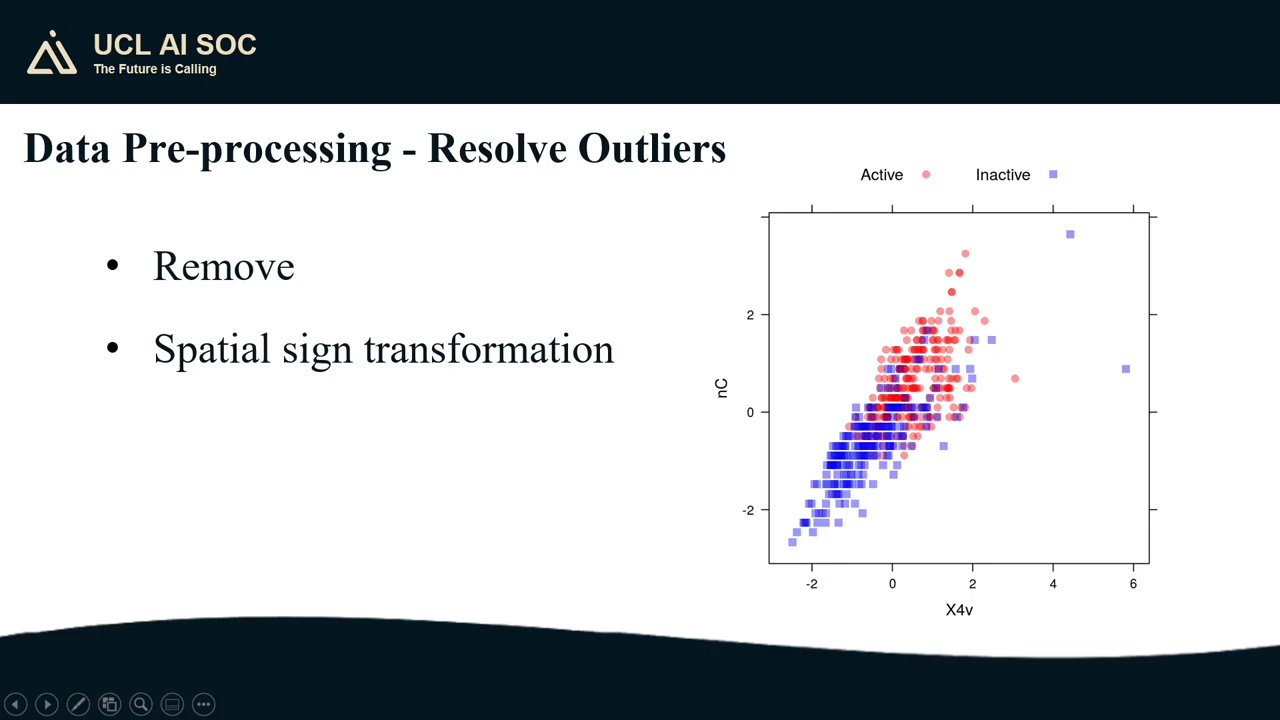 UCL AI SOC
The Future is Calling
Data Pre-processing - Resolve Outliers
• Remove
• Spatial sign transformation
Active Inactive
2
0
-2
nC
-2 0 2 4 6
X4v